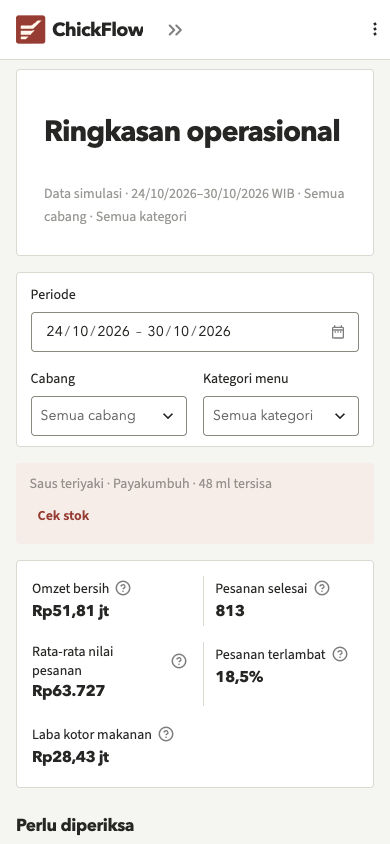 ChickFlow
Ringkasan operasional
Data simulasi · 24/10/2026–30/10/2026 WIB · Semua
cabang · Semua kategori
Periode
24/10/2026 – 30/10/2026
Cabang
Kategori menu
Semua cabang
Semua kategori
Saus teriyaki · Payakumbuh · 48 ml tersisa
Cek stok
Omzet bersih
Rp51,81 jt
Pesanan selesai
813
Rata-rata nilai
pesanan
Rp63.727
Pesanan terlambat
18,5%
Laba kotor makanan
Rp28,43 jt
Perlu diperiksa